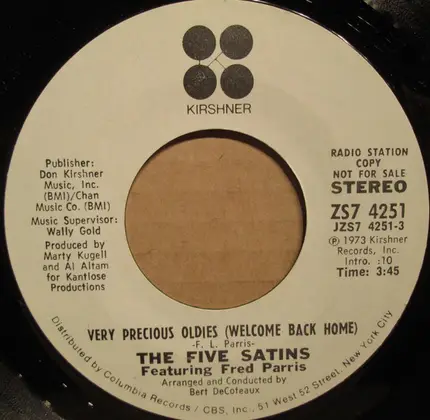 KIRSHNER
Publisher:
Don Kirshner
Music, Inc.
(BMI)/Chan
Music Co. (BMI)
Music Supervisor:
Wally Gold
Produced by
Marty Kugell
and Al Altam
for Kantlose
Productions
RADIO STATION
COPY
NOT FOR SALE
STEREO
ZS7 4251
JZS7 4251-3
Ⓟ 1973 Kirshner
Records, Inc.
Intro. :10
Time: 3:45
VERY PRECIOUS OLDIES (WELCOME BACK HOME)
-F. L. Parris-
THE FIVE SATINS
Featuring Fred Parris
Arranged and Conducted by
Bert DeCoteaux
Distributed by Columbia Records / CBS, Inc., 51 West 52 Street, New York City